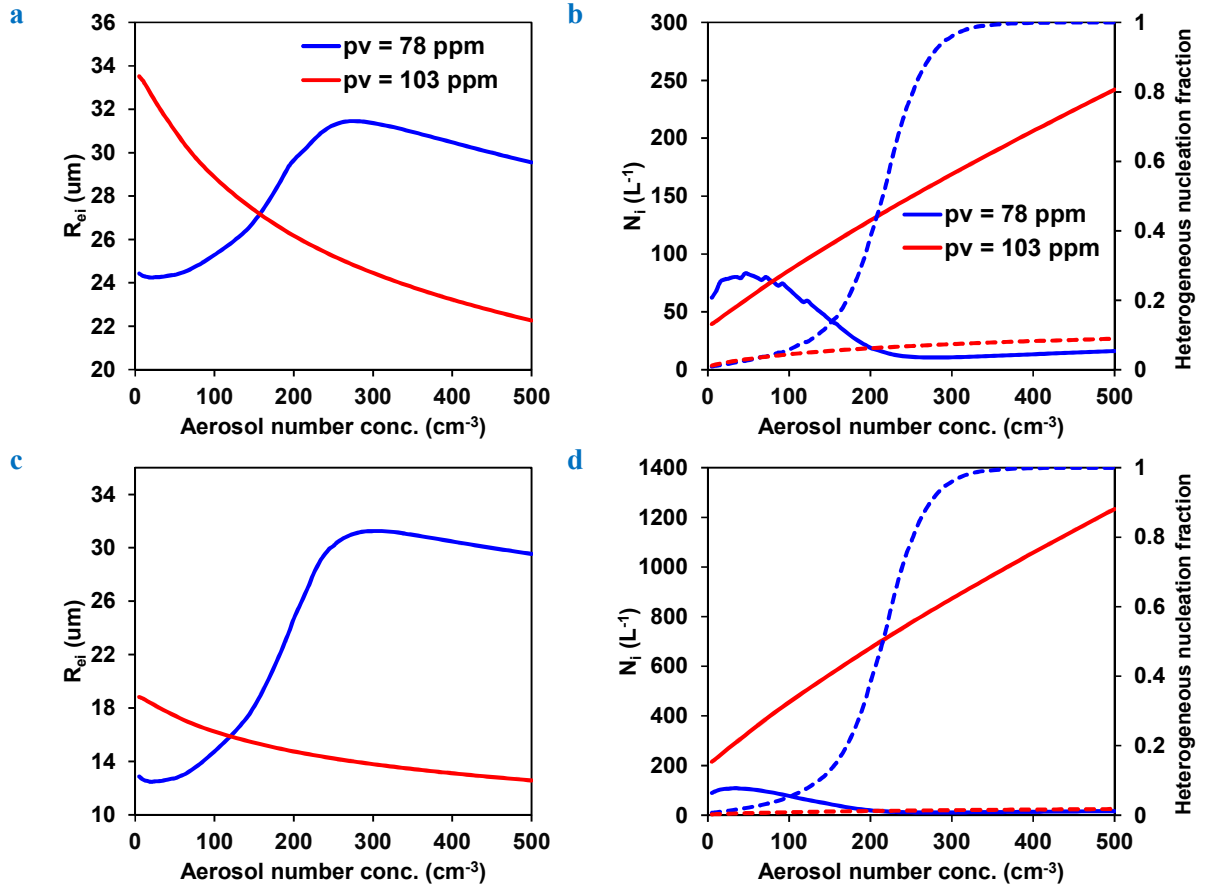 a
36
34
32
30
28
26
24
22
20
R_ei (um)
pv = 78 ppm
pv = 103 ppm
0 100 200 300 400 500
Aerosol number conc. (cm⁻³)
b
300
250
200
150
100
50
0
N_i (L⁻¹)
pv = 78 ppm
pv = 103 ppm
1
0.8
0.6
0.4
0.2
0
Heterogeneous nucleation fraction
0 100 200 300 400 500
Aerosol number conc. (cm⁻³)
c
34
30
26
22
18
14
10
R_ei (um)
0 100 200 300 400 500
Aerosol number conc. (cm⁻³)
d
1400
1200
1000
800
600
400
200
0
N_i (L⁻¹)
1
0.8
0.6
0.4
0.2
0
Heterogeneous nucleation fraction
0 100 200 300 400 500
Aerosol number conc. (cm⁻³)